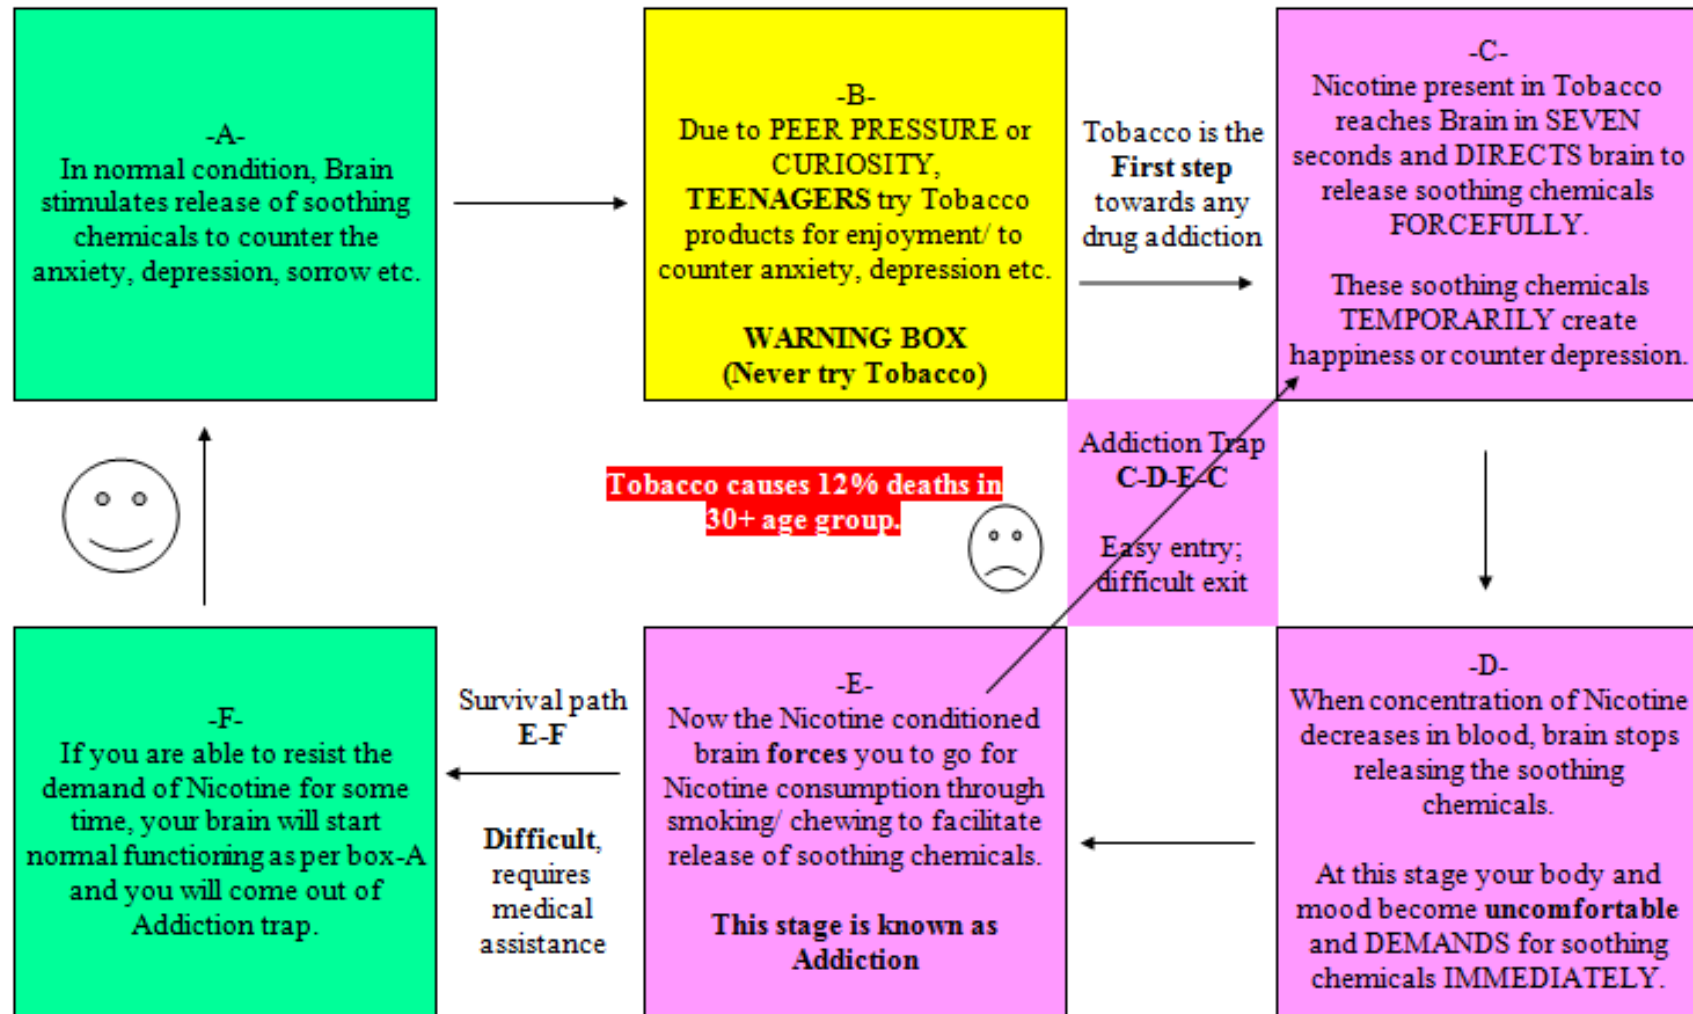 -A-
In normal condition, Brain
stimulates release of soothing
chemicals to counter the
anxiety, depression, sorrow etc.
-B-
Due to PEER PRESSURE or
CURIOSITY,
TEENAGERS try Tobacco
products for enjoyment/ to
counter anxiety, depression etc.
WARNING BOX
(Never try Tobacco)
Tobacco is the
First step
towards any
drug addiction
-C-
Nicotine present in Tobacco
reaches Brain in SEVEN
seconds and DIRECTS brain to
release soothing chemicals
FORCEFULLY.
These soothing chemicals
TEMPORARILY create
happiness or counter depression.
Tobacco causes 12% deaths in
30+ age group.
Addiction Trap
C-D-E-C
Easy entry;
difficult exit
-F-
If you are able to resist the
demand of Nicotine for some
time, your brain will start
normal functioning as per box-A
and you will come out of
Addiction trap.
Survival path
E-F
Difficult,
requires
medical
assistance
-E-
Now the Nicotine conditioned
brain forces you to go for
Nicotine consumption through
smoking/ chewing to facilitate
release of soothing chemicals.
This stage is known as
Addiction
-D-
When concentration of Nicotine
decreases in blood, brain stops
releasing the soothing
chemicals.
At this stage your body and
mood become uncomfortable
and DEMANDS for soothing
chemicals IMMEDIATELY.